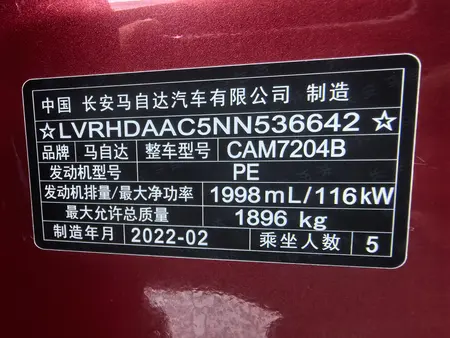 中国 长安马自达汽车有限公司 制造
☆LVRHDAAC5NN536642☆
品牌 马自达 整车型号 CAM7204B
发动机型号 PE
发动机排量/最大净功率 1998mL/116kW
最大允许总质量 1896 kg
制造年月 2022-02 乘坐人数 5